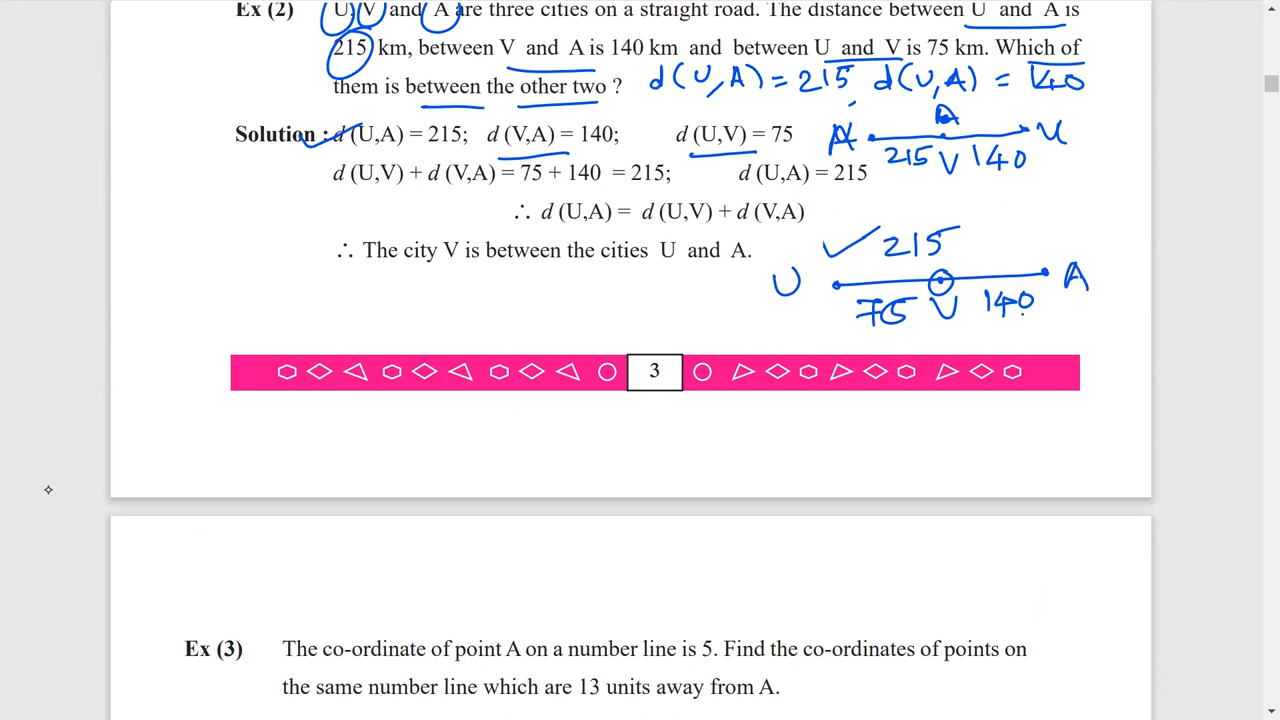 Ex (2) U, V and A are three cities on a straight road. The distance between U and A is
215 km, between V and A is 140 km and between U and V is 75 km. Which of
them is between the other two ?
d(U,A) = 215 d(U,A) = 140
Solution : d (U,A) = 215; d (V,A) = 140; d (U,V) = 75
A U
215 V 140
d (U,V) + d (V,A) = 75 + 140 = 215; d (U,A) = 215
∴ d (U,A) = d (U,V) + d (V,A)
∴ The city V is between the cities U and A.
215
U A
75 V 140
3
Ex (3) The co-ordinate of point A on a number line is 5. Find the co-ordinates of points on
the same number line which are 13 units away from A.